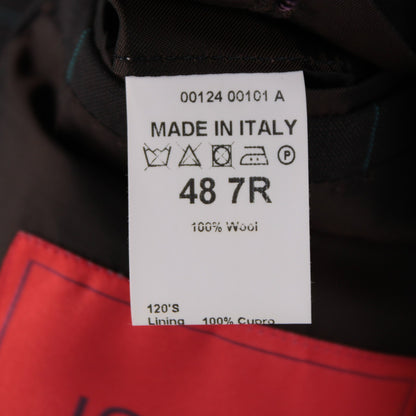 00124 00101 A
MADE IN ITALY
P
48 7R
100% Wool
120'S
Lining 100% Cupro